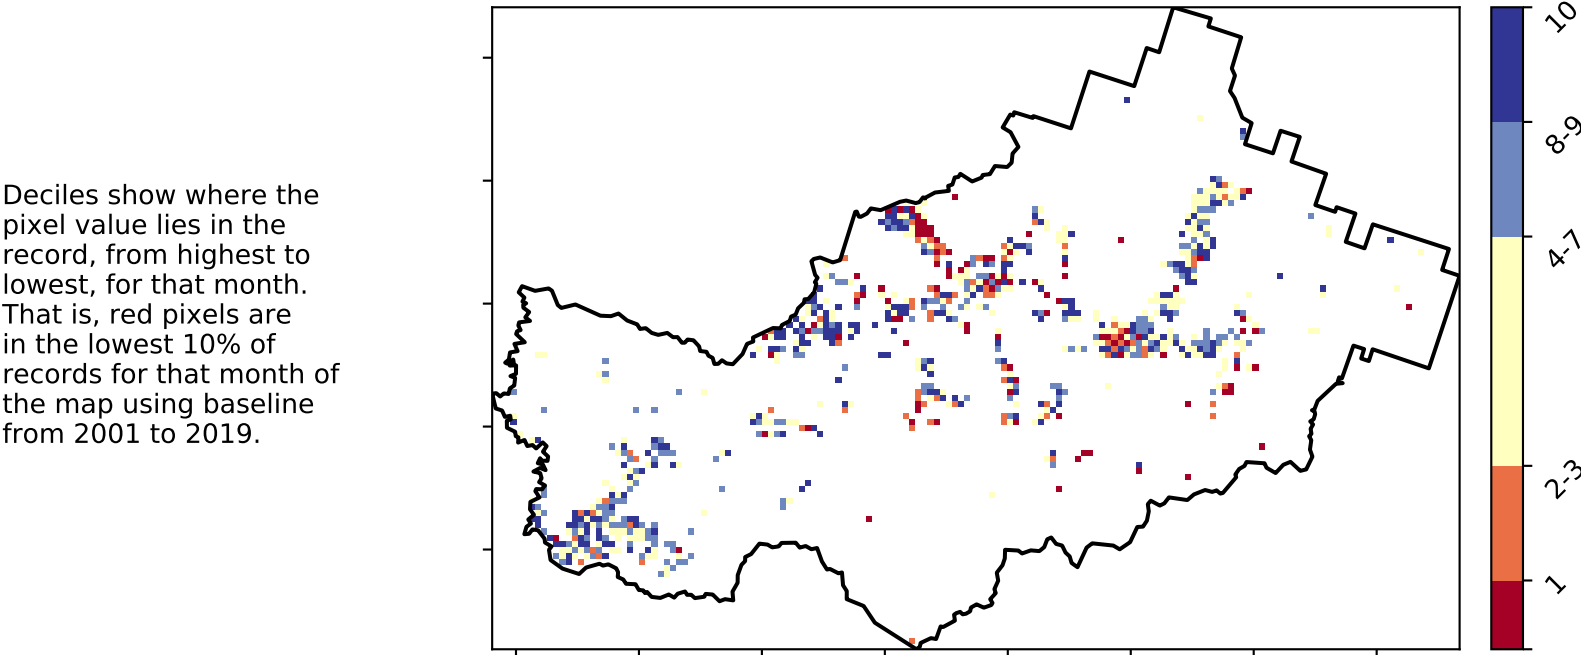 Deciles show where the
pixel value lies in the
record, from highest to
lowest, for that month.
That is, red pixels are
in the lowest 10% of
records for that month of
the map using baseline
from 2001 to 2019.
10
8-9
4-7
2-3
1